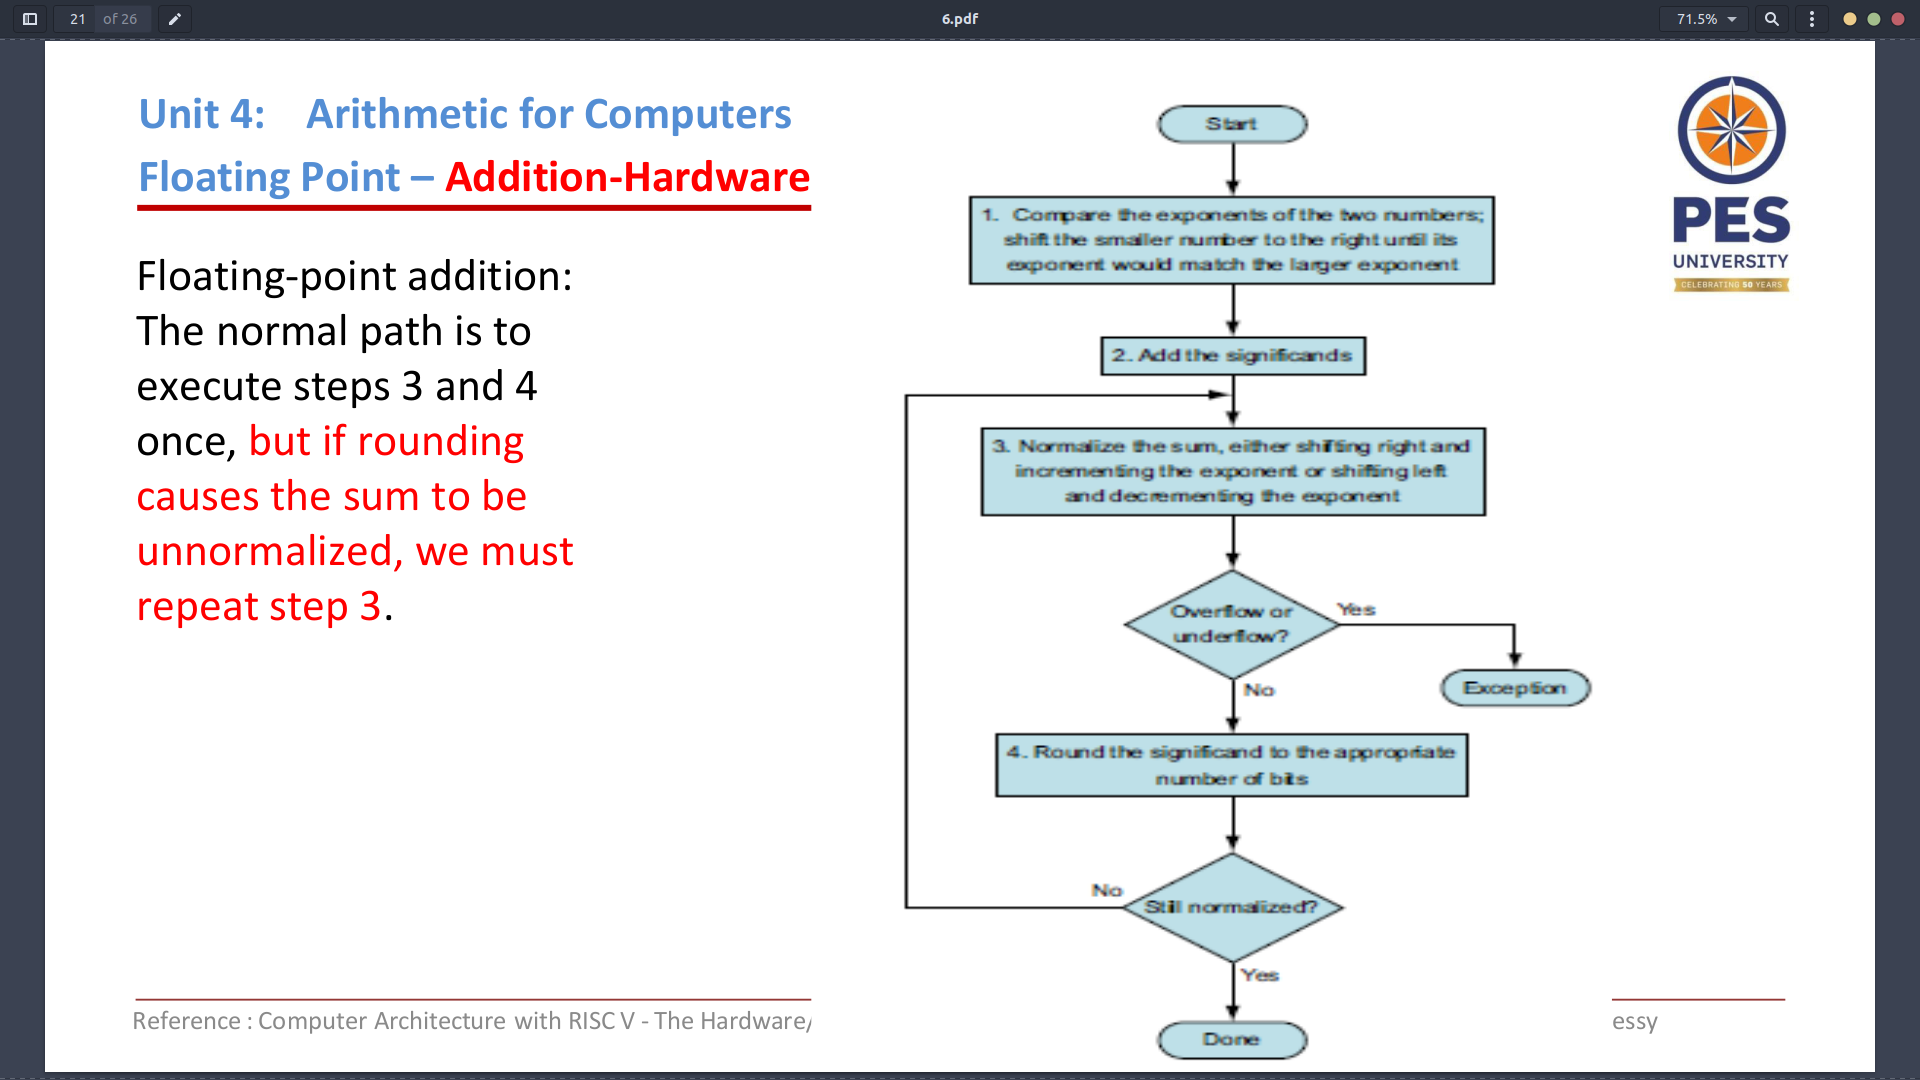 21 of 26
6.pdf
71.5%
Unit 4: Arithmetic for Computers
Floating Point – Addition-Hardware
Floating-point addition:
The normal path is to
execute steps 3 and 4
once, but if rounding
causes the sum to be
unnormalized, we must
repeat step 3.
Start
1. Compare the exponents of the two numbers;
shift the smaller number to the right until its
exponent would match the larger exponent
2. Add the significands
3. Normalize the sum, either shifting right and
incrementing the exponent or shifting left
and decrementing the exponent
Overflow or
underflow?
Yes
Exception
No
4. Round the significand to the appropriate
number of bits
No
Still normalized?
Yes
Done
PES
UNIVERSITY
CELEBRATING 50 YEARS
Reference : Computer Architecture with RISC V - The Hardware/
essy